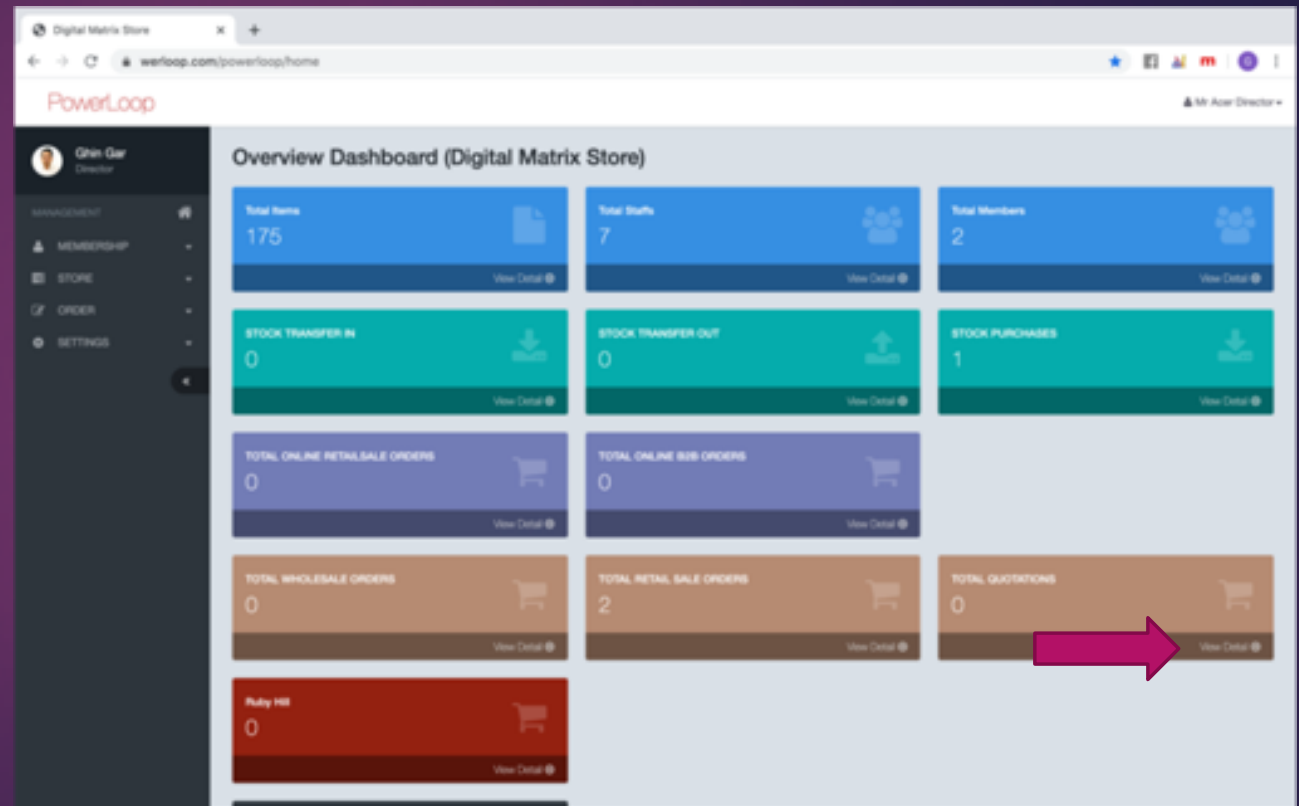 Digital Matrix Store
werloop.com/powerloop/home
PowerLoop
Mr Acer Director
Ghin Gar
Director
MANAGEMENT
MEMBERSHIP
STORE
ORDER
SETTINGS
Overview Dashboard (Digital Matrix Store)
Total Items
175
View Detail
Total Staffs
7
View Detail
Total Members
2
View Detail
STOCK TRANSFER IN
0
View Detail
STOCK TRANSFER OUT
0
View Detail
STOCK PURCHASES
1
View Detail
TOTAL ONLINE RETAILSALE ORDERS
0
View Detail
TOTAL ONLINE B2B ORDERS
0
View Detail
TOTAL WHOLESALE ORDERS
0
View Detail
TOTAL RETAIL SALE ORDERS
2
View Detail
TOTAL QUOTATIONS
0
View Detail
Ruby Hill
0
View Detail